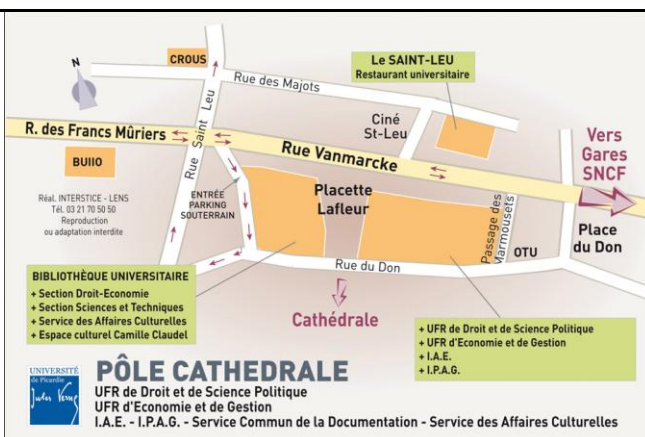 CROUS
Le SAINT-LEU
Restaurant universitaire
N
Rue des Majots
Rue Saint Leu
Ciné
St-Leu
R. des Francs Mûriers
Rue Vanmarcke
Vers
Gares
SNCF
BUIIO
ENTRÉE
PARKING
SOUTERRAIN
Placette
Lafleur
Passage des
Marmousets
Réal. INTERSTICE - LENS
Tél. 03 21 70 50 50
Reproduction
ou adaptation interdite
OTU
Place
du Don
Rue du Don
BIBLIOTHÈQUE UNIVERSITAIRE
+ Section Droit-Economie
+ Section Sciences et Techniques
+ Service des Affaires Culturelles
+ Espace culturel Camille Claudel
Cathédrale
+ UFR de Droit et de Science Politique
+ UFR d'Economie et de Gestion
+ I.A.E.
+ I.P.A.G.
UNIVERSITÉ
de Picardie
Jules Verne
PÔLE CATHEDRALE
UFR de Droit et de Science Politique
UFR d'Economie et de Gestion
I.A.E. - I.P.A.G. - Service Commun de la Documentation - Service des Affaires Culturelles